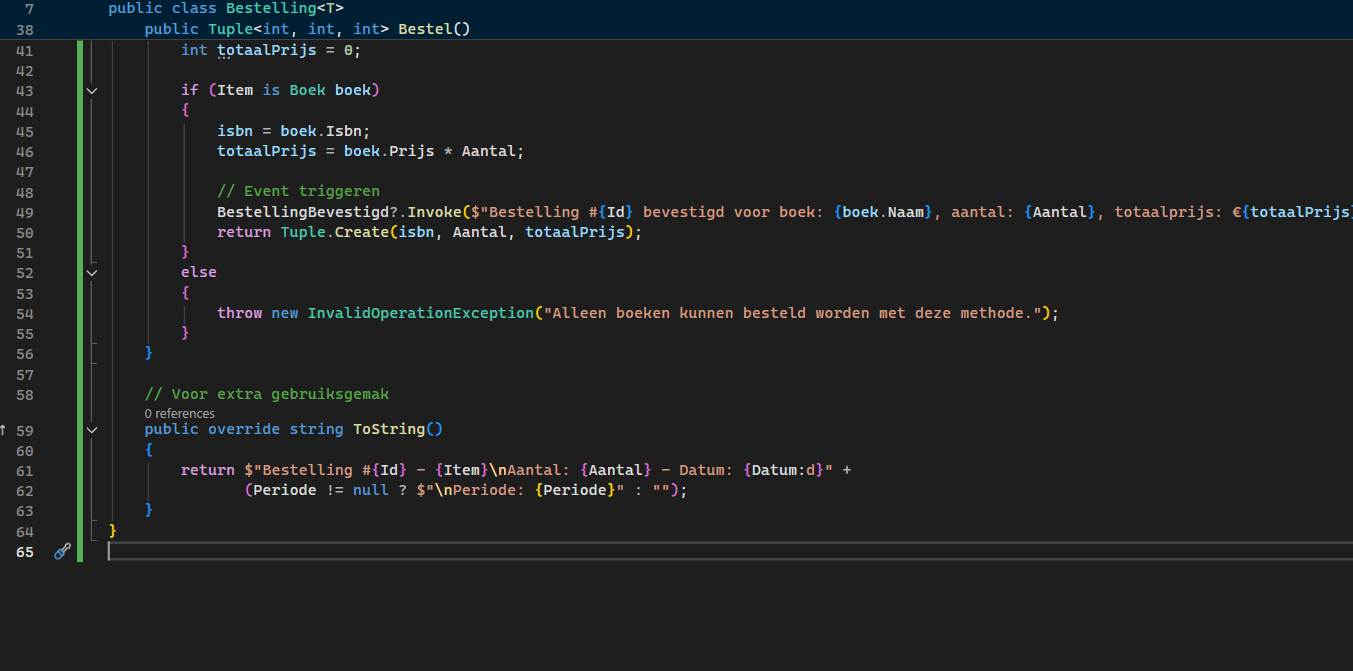 7 public class Bestelling<T>
38 public Tuple<int, int, int> Bestel()
41 int totaalPrijs = 0;
42
43 if (Item is Boek boek)
44 {
45 isbn = boek.Isbn;
46 totaalPrijs = boek.Prijs * Aantal;
47
48 // Event triggeren
49 BestellingBevestigd?.Invoke($"Bestelling #{Id} bevestigd voor boek: {boek.Naam}, aantal: {Aantal}, totaalprijs: €{totaalPrijs}
50 return Tuple.Create(isbn, Aantal, totaalPrijs);
51 }
52 else
53 {
54 throw new InvalidOperationException("Alleen boeken kunnen besteld worden met deze methode.");
55 }
56 }
57
58 // Voor extra gebruiksgemak
0 references
59 public override string ToString()
60 {
61 return $"Bestelling #{Id} - {Item}\nAantal: {Aantal} - Datum: {Datum:d}" +
62 (Periode != null ? $"\nPeriode: {Periode}" : "");
63 }
64 }
65